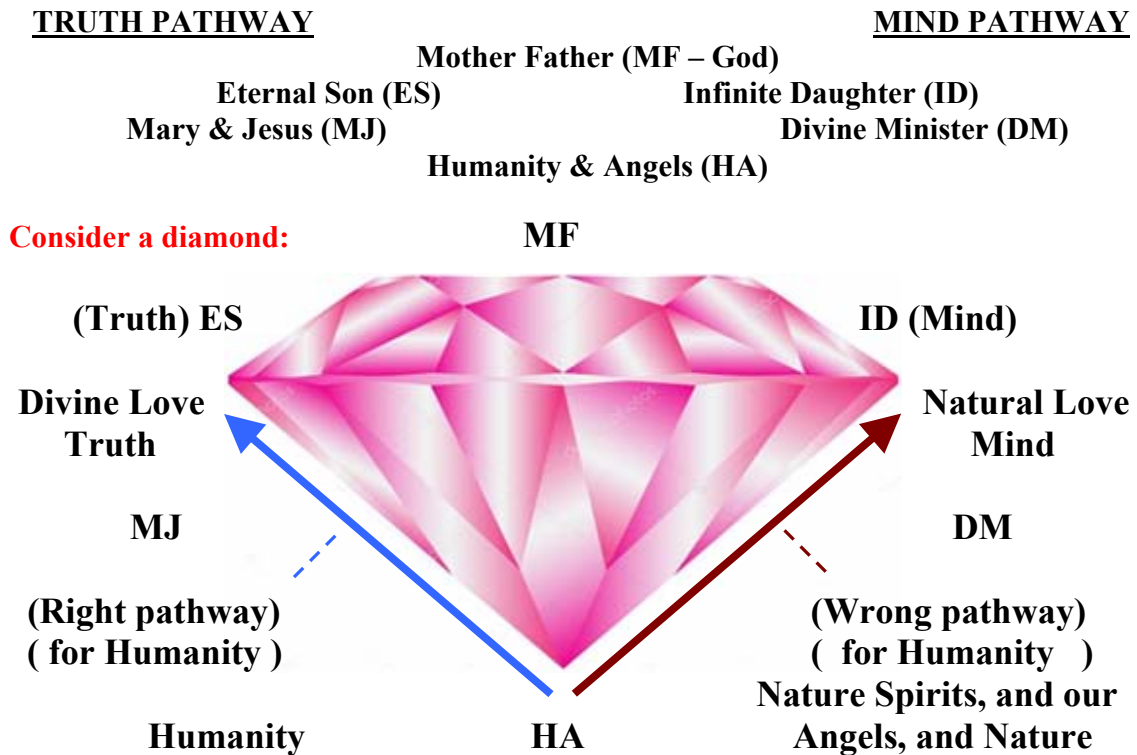 TRUTH PATHWAY MIND PATHWAY
Mother Father (MF – God)
Eternal Son (ES) Infinite Daughter (ID)
Mary & Jesus (MJ) Divine Minister (DM)
Humanity & Angels (HA)
Consider a diamond: MF
(Truth) ES ID (Mind)
Divine Love Natural Love
Truth Mind
MJ DM
(Right pathway) (Wrong pathway)
( for Humanity ) ( for Humanity )
Nature Spirits, and our
Humanity HA Angels, and Nature